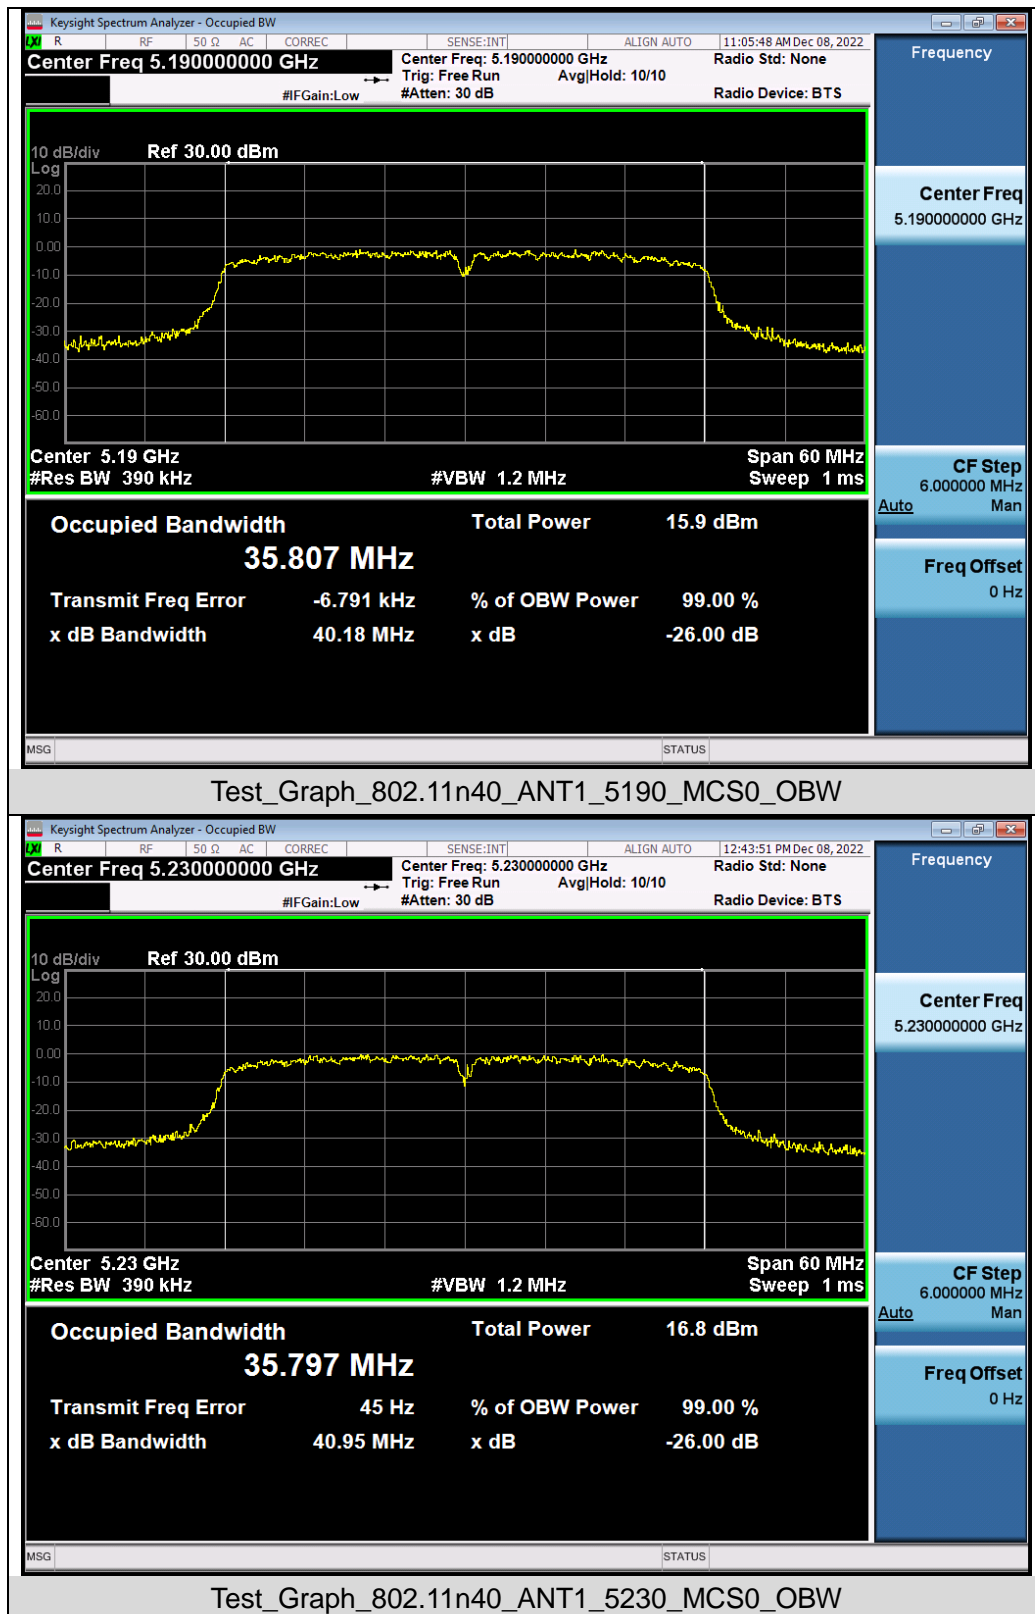 Keysight Spectrum Analyzer - Occupied BW
LXI R RF 50 Ω AC CORREC SENSE:INT ALIGN AUTO 11:05:48 AM Dec 08, 2022
Center Freq 5.190000000 GHz
Center Freq: 5.190000000 GHz
Radio Std: None
Trig: Free Run Avg|Hold: 10/10
#IFGain:Low
#Atten: 30 dB
Radio Device: BTS
10 dB/div Ref 30.00 dBm
Log
20.0
10.0
0.00
-10.0
-20.0
-30.0
-40.0
-50.0
-60.0
Center 5.19 GHz Span 60 MHz
#Res BW 390 kHz #VBW 1.2 MHz Sweep 1 ms
Occupied Bandwidth Total Power 15.9 dBm
35.807 MHz
Transmit Freq Error -6.791 kHz % of OBW Power 99.00 %
x dB Bandwidth 40.18 MHz x dB -26.00 dB
MSG STATUS
Frequency
Center Freq
5.190000000 GHz
CF Step
6.000000 MHz
Auto Man
Freq Offset
0 Hz
Test_Graph_802.11n40_ANT1_5190_MCS0_OBW
Keysight Spectrum Analyzer - Occupied BW
LXI R RF 50 Ω AC CORREC SENSE:INT ALIGN AUTO 12:43:51 PM Dec 08, 2022
Center Freq 5.230000000 GHz
Center Freq: 5.230000000 GHz
Radio Std: None
Trig: Free Run Avg|Hold: 10/10
#IFGain:Low
#Atten: 30 dB
Radio Device: BTS
10 dB/div Ref 30.00 dBm
Log
20.0
10.0
0.00
-10.0
-20.0
-30.0
-40.0
-50.0
-60.0
Center 5.23 GHz Span 60 MHz
#Res BW 390 kHz #VBW 1.2 MHz Sweep 1 ms
Occupied Bandwidth Total Power 16.8 dBm
35.797 MHz
Transmit Freq Error 45 Hz % of OBW Power 99.00 %
x dB Bandwidth 40.95 MHz x dB -26.00 dB
MSG STATUS
Frequency
Center Freq
5.230000000 GHz
CF Step
6.000000 MHz
Auto Man
Freq Offset
0 Hz
Test_Graph_802.11n40_ANT1_5230_MCS0_OBW